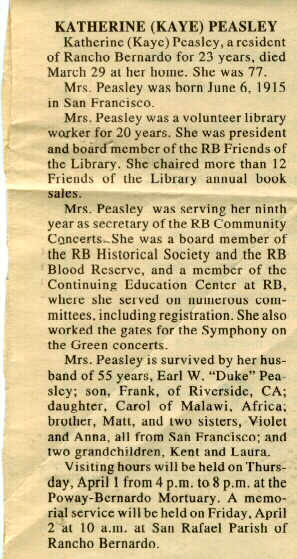 KATHERINE (KAYE) PEASLEY
Katherine (Kaye) Peasley, a resident
of Rancho Bernardo for 23 years, died
March 29 at her home. She was 77.
Mrs. Peasley was born June 6, 1915
in San Francisco.
Mrs. Peasley was a volunteer library
worker for 20 years. She was president
and board member of the RB Friends of
the Library. She chaired more than 12
Friends of the Library annual book
sales.
Mrs. Peasley was serving her ninth
year as secretary of the RB Community
Concerts. She was a board member of
the RB Historical Society and the RB
Blood Reserve, and a member of the
Continuing Education Center at RB,
where she served on numerous com-
mittees, including registration. She also
worked the gates for the Symphony on
the Green concerts.
Mrs. Peasley is survived by her hus-
band of 55 years, Earl W. "Duke" Pea-
sley; son, Frank, of Riverside, CA;
daughter, Carol of Malawi, Africa;
brother, Matt, and two sisters, Violet
and Anna, all from San Francisco; and
two grandchildren, Kent and Laura.
Visiting hours will be held on Thurs-
day, April 1 from 4 p.m. to 8 p.m. at the
Poway-Bernardo Mortuary. A memo-
rial service will be held on Friday, April
2 at 10 a.m. at San Rafael Parish of
Rancho Bernardo.